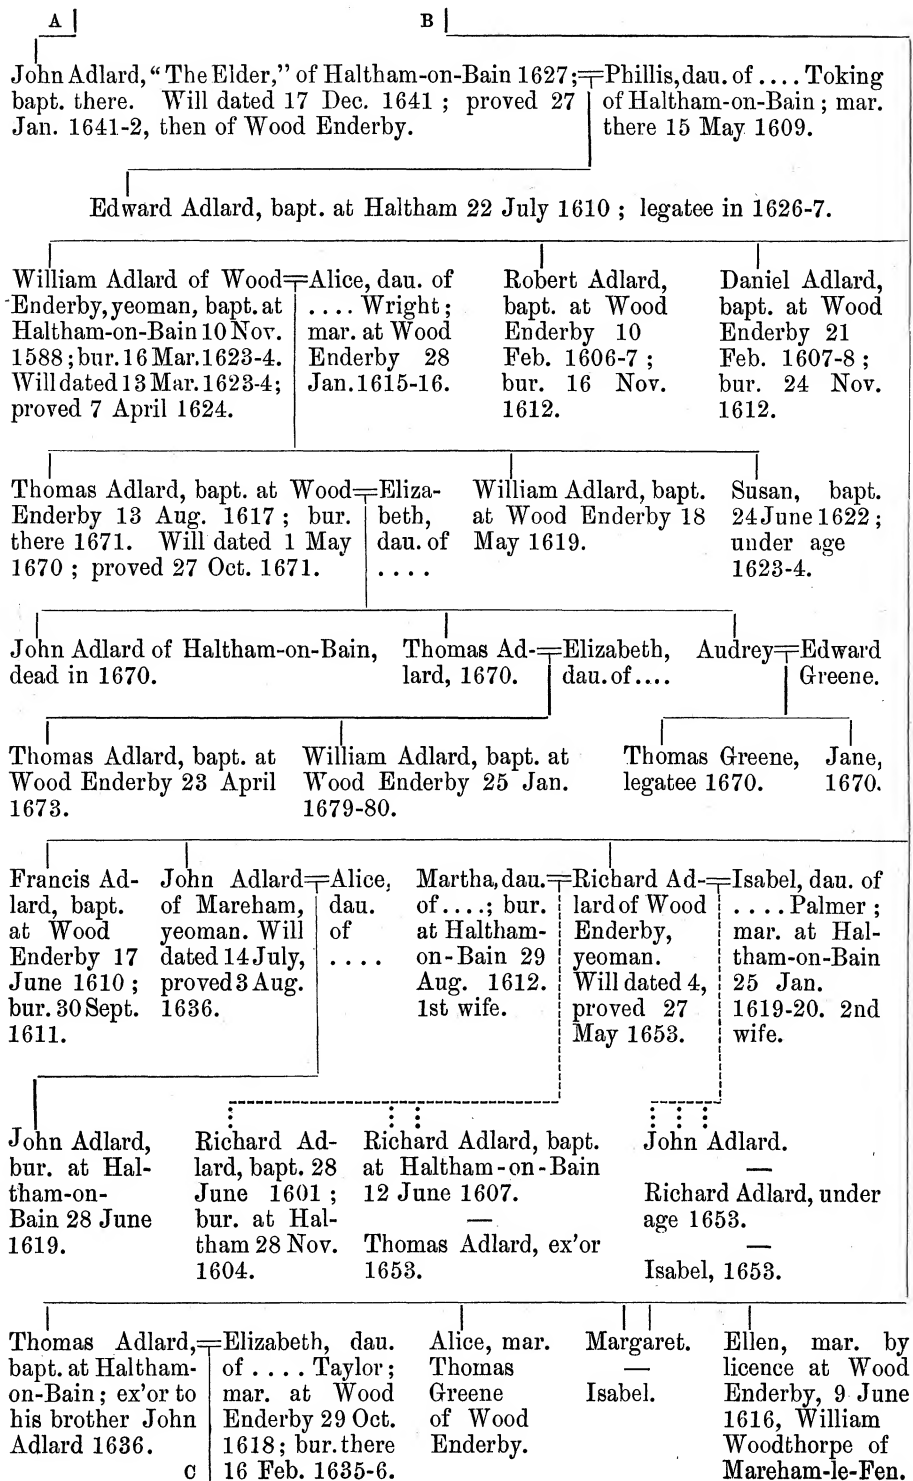 A B
John Adlard, “The Elder,” of Haltham-on-Bain 1627;
bapt. there. Will dated 17 Dec. 1641 ; proved 27
Jan. 1641-2, then of Wood Enderby.
Phillis, dau. of .... Toking
of Haltham-on-Bain ; mar.
there 15 May 1609.
Edward Adlard, bapt. at Haltham 22 July 1610 ; legatee in 1626-7.
William Adlard of Wood
Enderby, yeoman, bapt. at
Haltham-on-Bain 10 Nov.
1588; bur. 16 Mar. 1623-4.
Will dated 13 Mar. 1623-4;
proved 7 April 1624.
Alice, dau. of
.... Wright;
mar. at Wood
Enderby 28
Jan. 1615-16.
Robert Adlard,
bapt. at Wood
Enderby 10
Feb. 1606-7 ;
bur. 16 Nov.
1612.
Daniel Adlard,
bapt. at Wood
Enderby 21
Feb. 1607-8 ;
bur. 24 Nov.
1612.
Thomas Adlard, bapt. at Wood
Enderby 13 Aug. 1617 ; bur.
there 1671. Will dated 1 May
1670 ; proved 27 Oct. 1671.
Eliza-
beth,
dau. of
....
William Adlard, bapt.
at Wood Enderby 18
May 1619.
Susan, bapt.
24 June 1622 ;
under age
1623-4.
John Adlard of Haltham-on-Bain,
dead in 1670.
Thomas Ad-
lard, 1670.
Elizabeth,
dau. of ....
Audrey
Edward
Greene.
Thomas Adlard, bapt. at
Wood Enderby 23 April
1673.
William Adlard, bapt. at
Wood Enderby 25 Jan.
1679-80.
Thomas Greene,
legatee 1670.
Jane,
1670.
Francis Ad-
lard, bapt.
at Wood
Enderby 17
June 1610 ;
bur. 30 Sept.
1611.
John Adlard
of Mareham,
yeoman. Will
dated 14 July,
proved 3 Aug.
1636.
Alice,
dau.
of
....
Martha, dau.
of ....; bur.
at Haltham-
on-Bain 29
Aug. 1612.
1st wife.
Richard Ad-
lard of Wood
Enderby,
yeoman.
Will dated 4,
proved 27
May 1653.
Isabel, dau. of
.... Palmer ;
mar. at Hal-
tham-on-Bain
25 Jan.
1619-20. 2nd
wife.
John Adlard,
bur. at Hal-
tham-on-
Bain 28 June
1619.
Richard Ad-
lard, bapt. 28
June 1601 ;
bur. at Hal-
tham 28 Nov.
1604.
Richard Adlard, bapt.
at Haltham-on-Bain
12 June 1607.
—
Thomas Adlard, ex'or
1653.
John Adlard.
—
Richard Adlard, under
age 1653.
—
Isabel, 1653.
Thomas Adlard,
bapt. at Haltham-
on-Bain ; ex'or to
his brother John
Adlard 1636.
C
Elizabeth, dau.
of .... Taylor ;
mar. at Wood
Enderby 29 Oct.
1618; bur. there
16 Feb. 1635-6.
Alice, mar.
Thomas
Greene
of Wood
Enderby.
Margaret.
—
Isabel.
Ellen, mar. by
licence at Wood
Enderby, 9 June
1616, William
Woodthorpe of
Mareham-le-Fen.